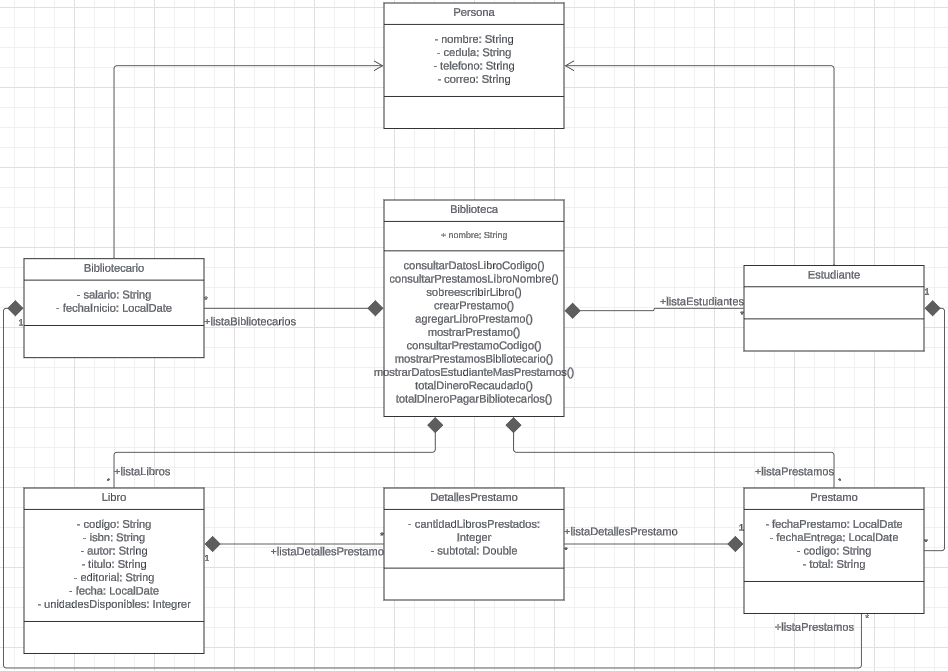 Persona
- nombre: String
- cedula: String
- telefono: String
- correo: String
Biblioteca
+ nombre: String
consultarDatosLibroCodigo()
consultarPrestamosLibroNombre()
sobreescribirLibro()
crearPrestamo()
agregarLibroPrestamo()
mostrarPrestamo()
consultarPrestamoCodigo()
mostrarPrestamosBibliotecario()
mostrarDatosEstudianteMasPrestamos()
totalDineroRecaudado()
totalDineroPagarBibliotecarios()
Bibliotecario
- salario: String
- fechaInicio: LocalDate
1
*
+listaBibliotecarios
Estudiante
+listaEstudiantes
*
1
+listaLibros
*
+listaPrestamos
*
Libro
- codigo: String
- isbn: String
- autor: String
- titulo: String
- editorial: String
- fecha: LocalDate
- unidadesDisponibles: Integrer
1
+listaDetallesPrestamo
*
DetallesPrestamo
- cantidadLibrosPrestados:
Integer
- subtotal: Double
+listaDetallesPrestamo
*
1
Prestamo
- fechaPrestamo: LocalDate
- fechaEntrega: LocalDate
- codigo: String
- total: String
*
*
+listaPrestamos